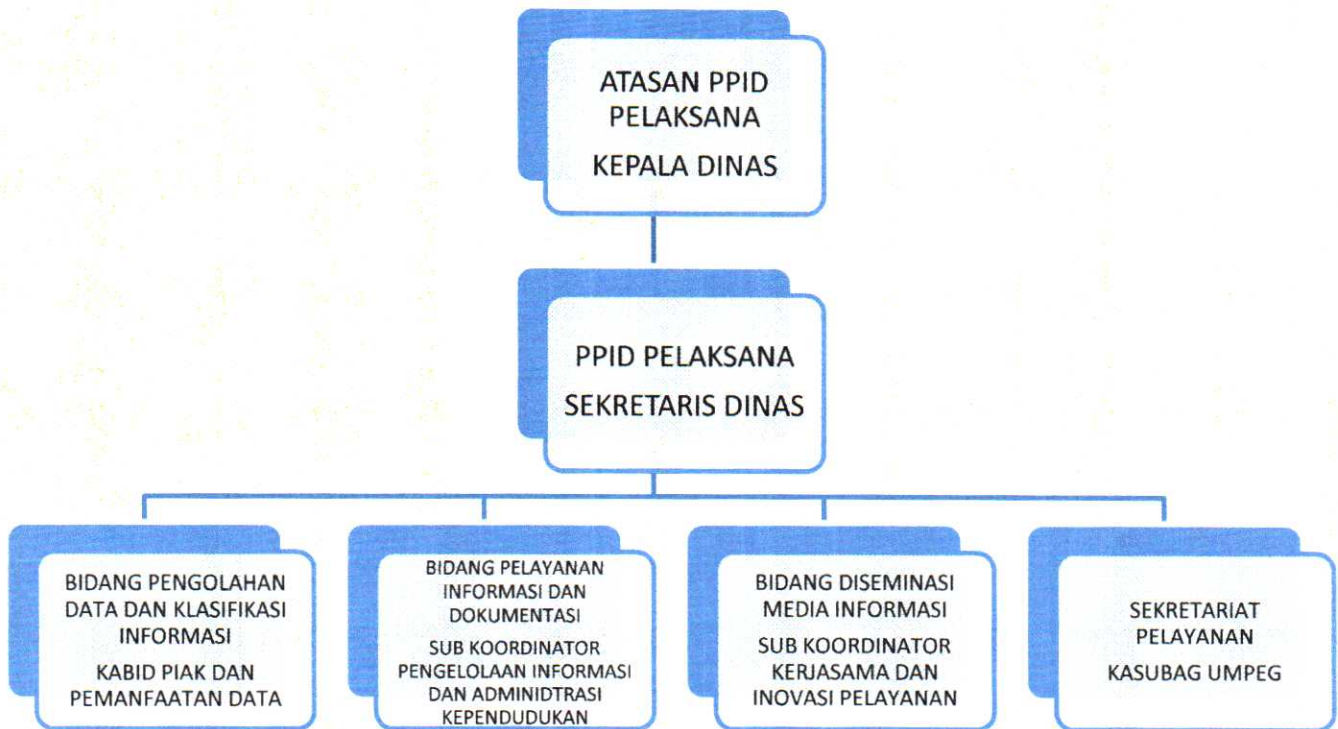 ATASAN PPID
PELAKSANA
KEPALA DINAS
PPID PELAKSANA
SEKRETARIS DINAS
BIDANG PENGOLAHAN
DATA DAN KLASIFIKASI
INFORMASI
KABID PIAK DAN
PEMANFAATAN DATA
BIDANG PELAYANAN
INFORMASI DAN
DOKUMENTASI
SUB KOORDINATOR
PENGELOLAAN INFORMASI
DAN ADMINIDTRASI
KEPENDUDUKAN
BIDANG DISEMINASI
MEDIA INFORMASI
SUB KOORDINATOR
KERJASAMA DAN
INOVASI PELAYANAN
SEKRETARIAT
PELAYANAN
KASUBAG UMPEG